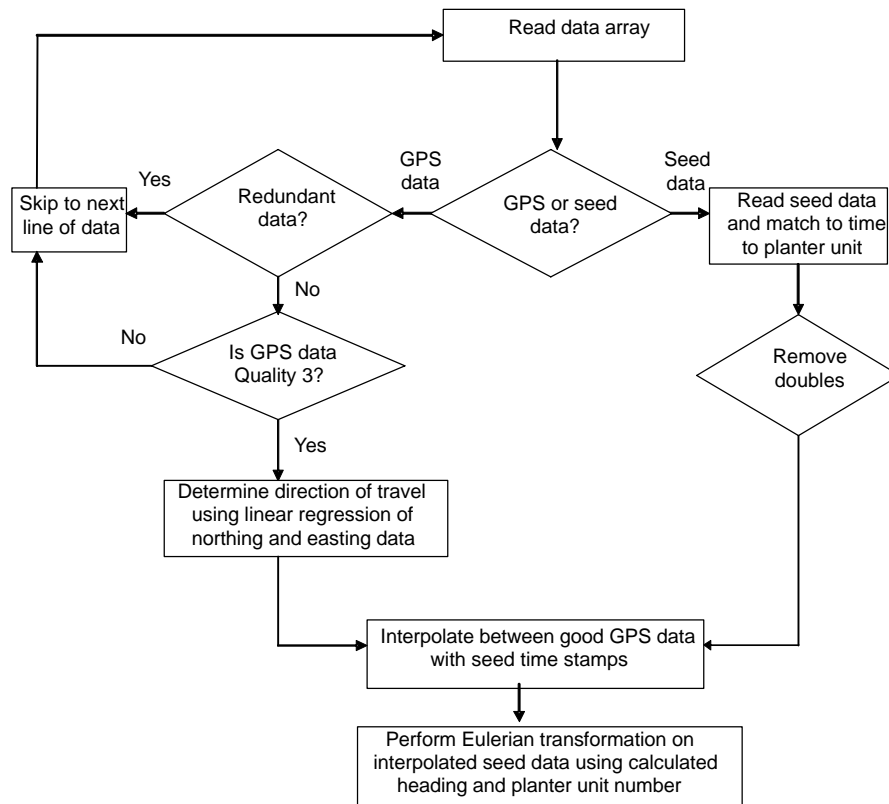 Read data array
GPS
data
Seed
data
Yes
Skip to next
line of data
Redundant
data?
GPS or seed
data?
Read seed data
and match to time
to planter unit
No
No
Is GPS data
Quality 3?
Remove
doubles
Yes
Determine direction of travel
using linear regression of
northing and easting data
Interpolate between good GPS data
with seed time stamps
Perform Eulerian transformation on
interpolated seed data using calculated
heading and planter unit number